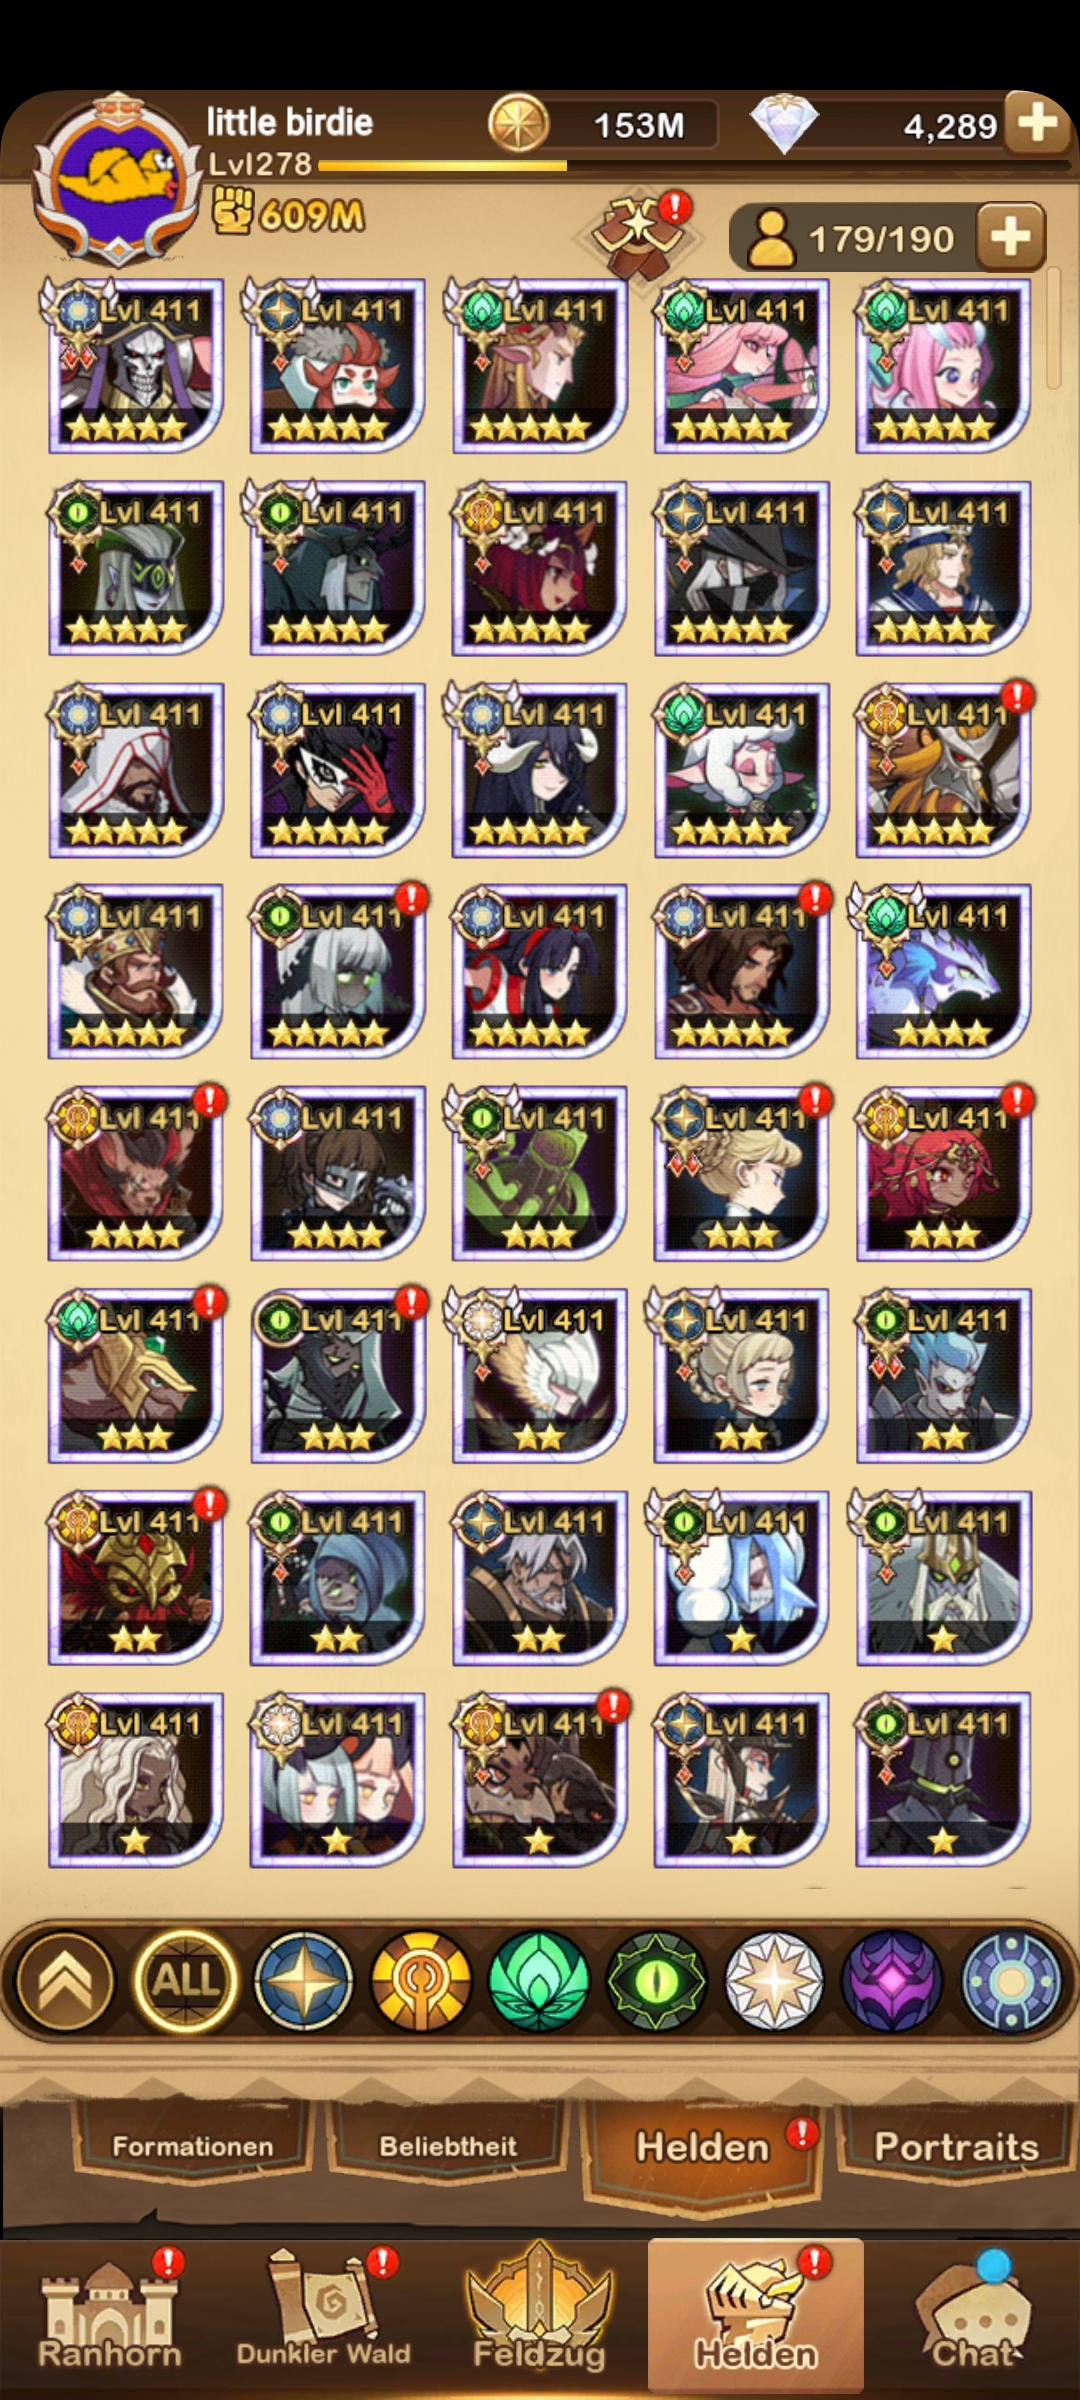 little birdie 153M 4,289
Lvl278
609M 179/190
Lvl 411 Lvl 411 Lvl 411 Lvl 411 Lvl 411
Lvl 411 Lvl 411 Lvl 411 Lvl 411 Lvl 411
Lvl 411 Lvl 411 Lvl 411 Lvl 411 Lvl 411
Lvl 411 Lvl 411 Lvl 411 Lvl 411 Lvl 411
Lvl 411 Lvl 411 Lvl 411 Lvl 411 Lvl 411
Lvl 411 Lvl 411 Lvl 411 Lvl 411 Lvl 411
Lvl 411 Lvl 411 Lvl 411 Lvl 411 Lvl 411
Lvl 411 Lvl 411 Lvl 411 Lvl 411 Lvl 411
ALL
Formationen Beliebtheit Helden Portraits
Ranhorn Dunkler Wald Feldzug Helden Chat